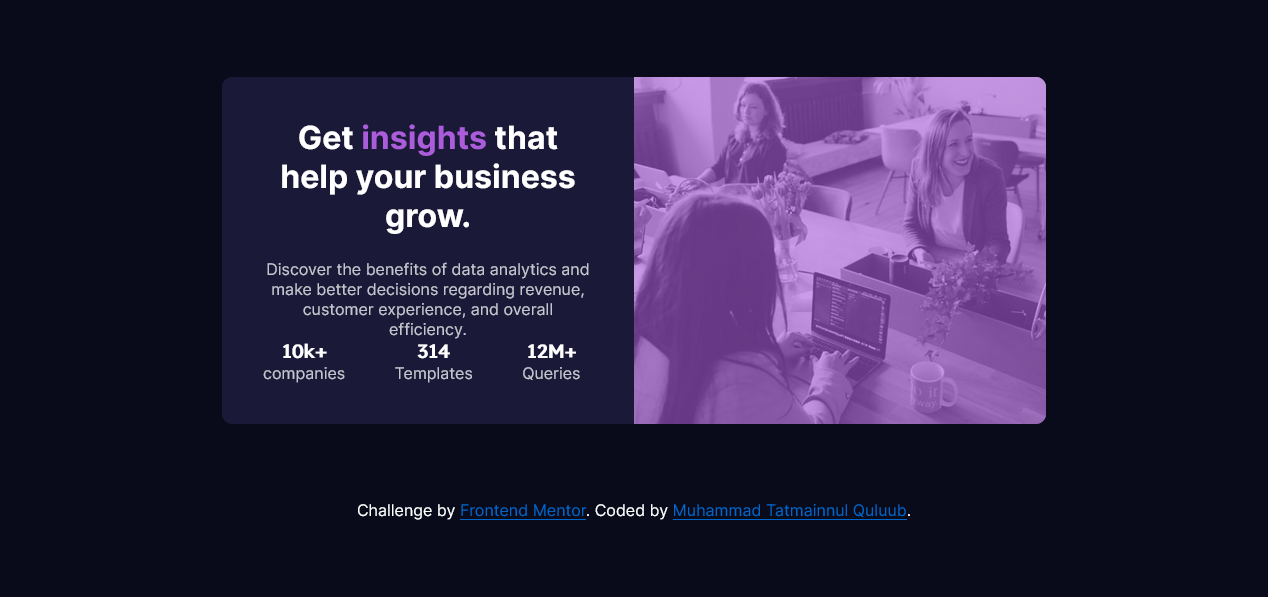 Get insights that
help your business
grow.
Discover the benefits of data analytics and
make better decisions regarding revenue,
customer experience, and overall
efficiency.
10k+ 314 12M+
companies Templates Queries
Challenge by Frontend Mentor. Coded by Muhammad Tatmainnul Quluub.